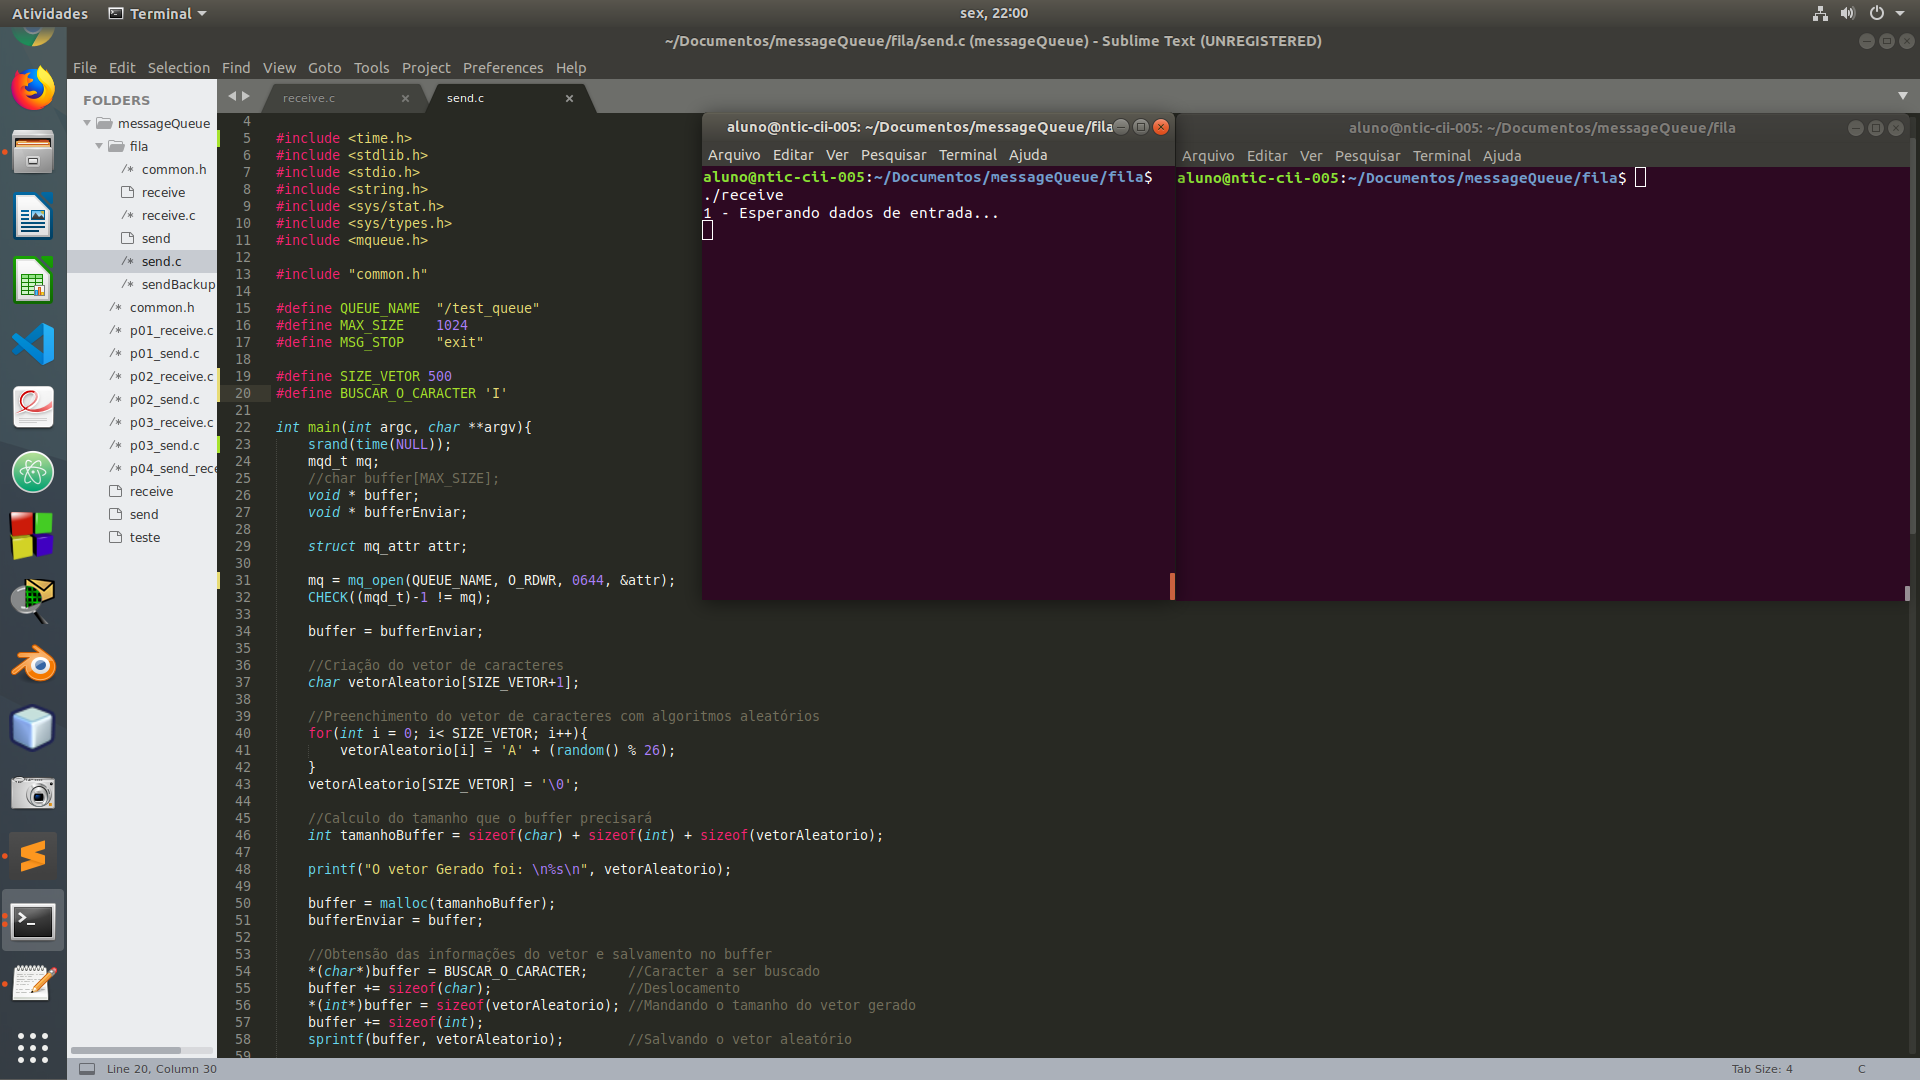 Atividades
Terminal
sex, 22:00
~/Documentos/messageQueue/fila/send.c (messageQueue) - Sublime Text (UNREGISTERED)
File Edit Selection Find View Goto Tools Project Preferences Help
FOLDERS
messageQueue
fila
/* common.h
receive
/* receive.c
send
/* send.c
/* sendBackup
/* common.h
/* p01_receive.c
/* p01_send.c
/* p02_receive.c
/* p02_send.c
/* p03_receive.c
/* p03_send.c
/* p04_send_rece
receive
send
teste
receive.c
send.c
4
5 #include <time.h>
6 #include <stdlib.h>
7 #include <stdio.h>
8 #include <string.h>
9 #include <sys/stat.h>
10 #include <sys/types.h>
11 #include <mqueue.h>
12
13 #include "common.h"
14
15 #define QUEUE_NAME  "/test_queue"
16 #define MAX_SIZE    1024
17 #define MSG_STOP    "exit"
18
19 #define SIZE_VETOR 500
20 #define BUSCAR_O_CARACTER 'I'
21
22 int main(int argc, char **argv){
23     srand(time(NULL));
24     mqd_t mq;
25     //char buffer[MAX_SIZE];
26     void * buffer;
27     void * bufferEnviar;
28
29     struct mq_attr attr;
30
31     mq = mq_open(QUEUE_NAME, O_RDWR, 0644, &attr);
32     CHECK((mqd_t)-1 != mq);
33
34     buffer = bufferEnviar;
35
36     //Criação do vetor de caracteres
37     char vetorAleatorio[SIZE_VETOR+1];
38
39     //Preenchimento do vetor de caracteres com algoritmos aleatórios
40     for(int i = 0; i< SIZE_VETOR; i++){
41         vetorAleatorio[i] = 'A' + (random() % 26);
42     }
43     vetorAleatorio[SIZE_VETOR] = '\0';
44
45     //Calculo do tamanho que o buffer precisará
46     int tamanhoBuffer = sizeof(char) + sizeof(int) + sizeof(vetorAleatorio);
47
48     printf("O vetor Gerado foi: \n%s\n", vetorAleatorio);
49
50     buffer = malloc(tamanhoBuffer);
51     bufferEnviar = buffer;
52
53     //Obtensão das informações do vetor e salvamento no buffer
54     *(char*)buffer = BUSCAR_O_CARACTER;     //Caracter a ser buscado
55     buffer += sizeof(char);                 //Deslocamento
56     *(int*)buffer = sizeof(vetorAleatorio); //Mandando o tamanho do vetor gerado
57     buffer += sizeof(int);
58     sprintf(buffer, vetorAleatorio);        //Salvando o vetor aleatório
59
aluno@ntic-cii-005: ~/Documentos/messageQueue/fila
Arquivo Editar Ver Pesquisar Terminal Ajuda
aluno@ntic-cii-005:~/Documentos/messageQueue/fila$
./receive
1 - Esperando dados de entrada...
aluno@ntic-cii-005: ~/Documentos/messageQueue/fila
Arquivo Editar Ver Pesquisar Terminal Ajuda
aluno@ntic-cii-005:~/Documentos/messageQueue/fila$
Line 20, Column 30
Tab Size: 4
C